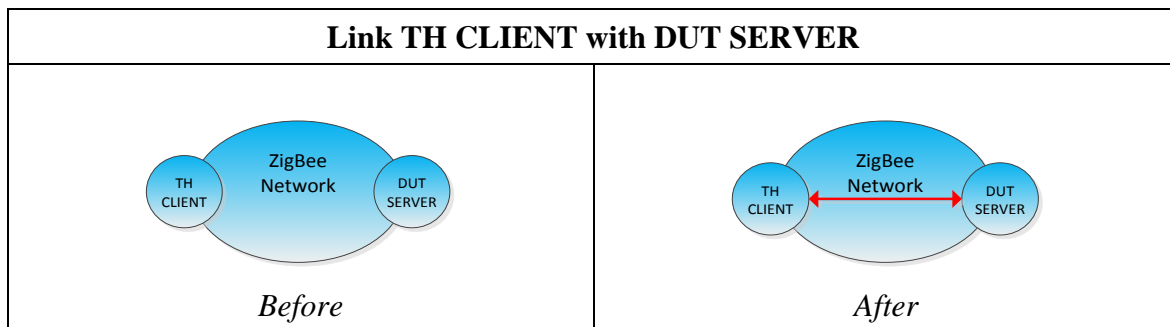 Link TH CLIENT with DUT SERVER
ZigBee
Network
TH
CLIENT
DUT
SERVER
Before
ZigBee
Network
TH
CLIENT
DUT
SERVER
After